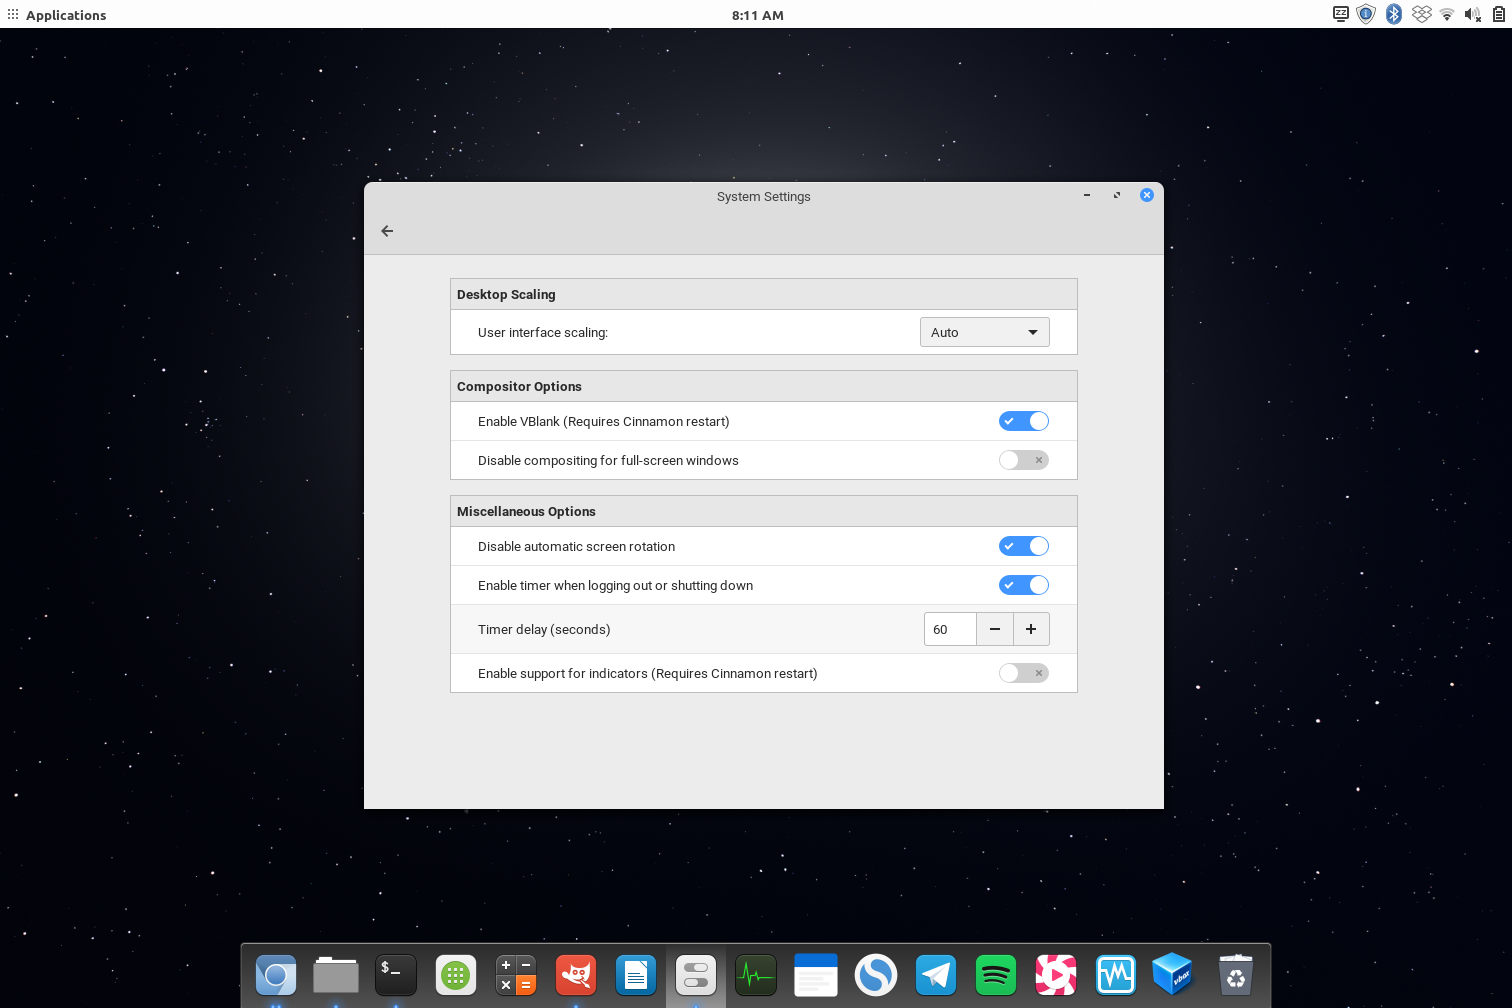 Applications
8:11 AM
zz
System Settings
Desktop Scaling
User interface scaling:
Auto
Compositor Options
Enable VBlank (Requires Cinnamon restart)
Disable compositing for full-screen windows
Miscellaneous Options
Disable automatic screen rotation
Enable timer when logging out or shutting down
Timer delay (seconds)
60
Enable support for indicators (Requires Cinnamon restart)
$_
vbox